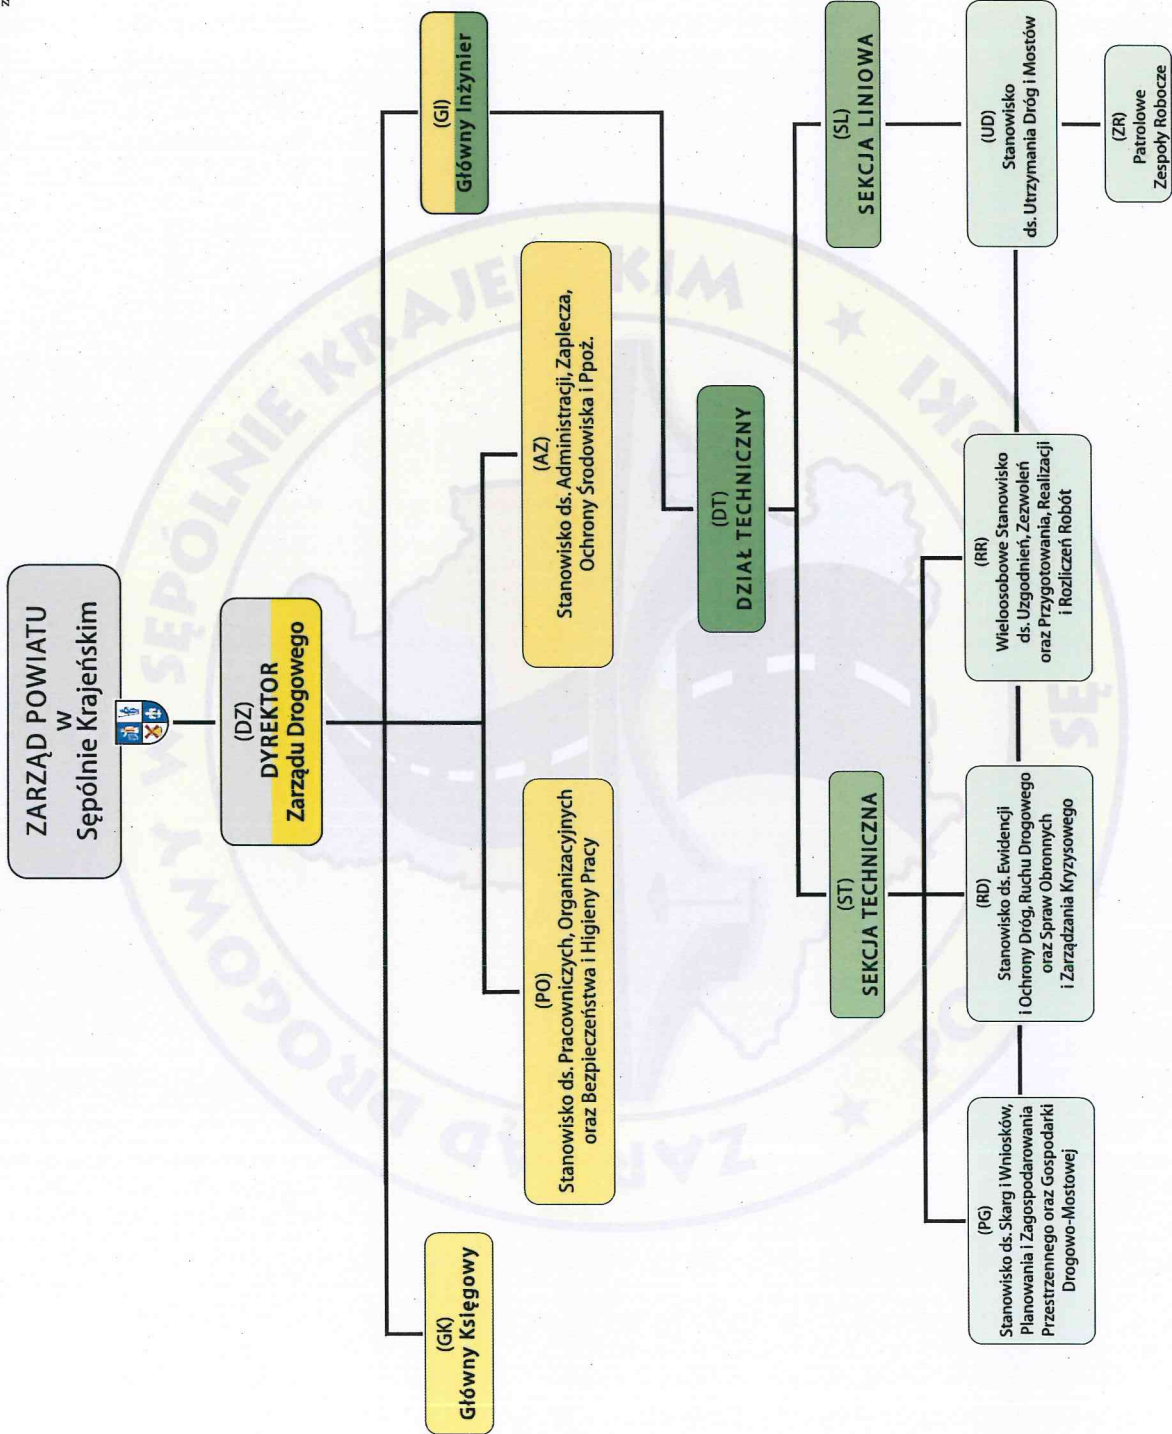 ZARZĄD POWIATU
w
Sępólnie Krajeńskim
(DZ)
DYREKTOR
Zarządu Drogowego
(GK)
Główny Księgowy
(GI)
Główny Inżynier
(PO)
Stanowisko ds. Pracowniczych, Organizacyjnych
oraz Bezpieczeństwa i Higieny Pracy
(AZ)
Stanowisko ds. Administracji, Zaplecza,
Ochrony Środowiska i Ppoż.
(DT)
DZIAŁ TECHNICZNY
(ST)
SEKCJA TECHNICZNA
(SL)
SEKCJA LINIOWA
(PG)
Stanowisko ds. Skarg i Wniosków,
Planowania i Zagospodarowania
Przestrzennego oraz Gospodarki
Drogowo-Mostowej
(RD)
Stanowisko ds. Ewidencji
i Ochrony Dróg, Ruchu Drogowego
oraz Spraw Obronnych
i Zarządzania Kryzysowego
(RR)
Wieloosobowe Stanowisko
ds. Uzgodnień, Zezwoleń
oraz Przygotowania, Realizacji
i Rozliczeń Robót
(UD)
Stanowisko
ds. Utrzymania Dróg i Mostów
(ZR)
Patrolowe
Zespoły Robocze